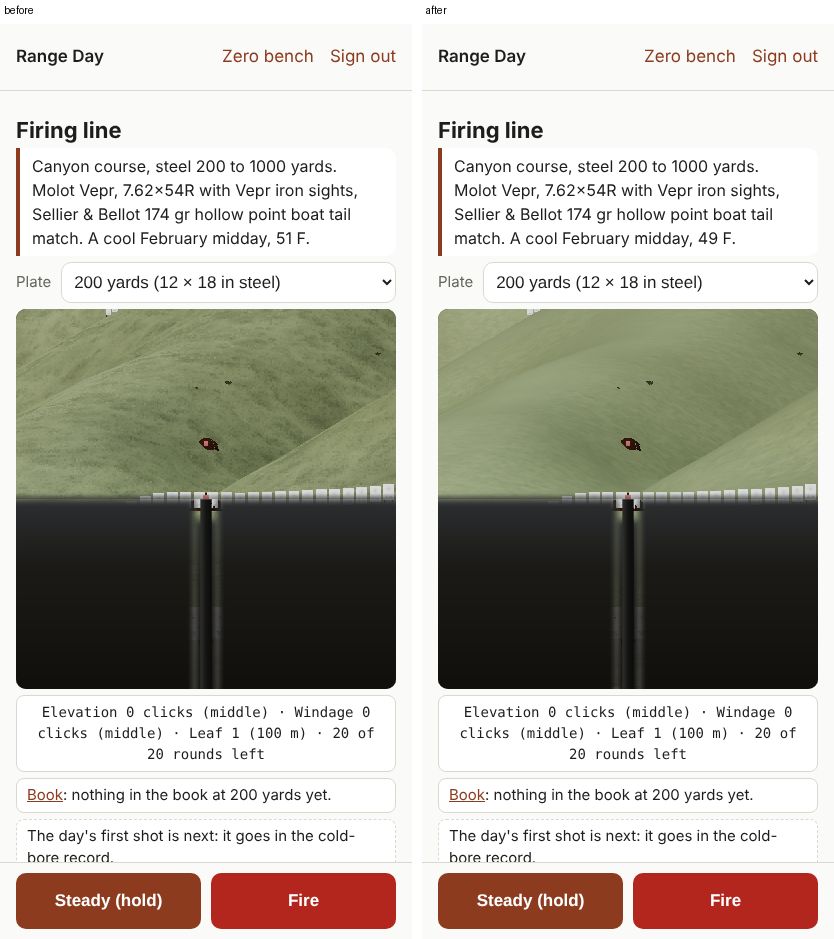 before
Range Day
Zero bench
Sign out
Firing line
Canyon course, steel 200 to 1000 yards.
Molot Vepr, 7.62×54R with Vepr iron sights,
Sellier & Bellot 174 gr hollow point boat tail
match. A cool February midday, 51 F.
Plate
200 yards (12 × 18 in steel)
Elevation 0 clicks (middle) · Windage 0
clicks (middle) · Leaf 1 (100 m) · 20 of
20 rounds left
Book: nothing in the book at 200 yards yet.
The day's first shot is next: it goes in the cold-
bore record.
Steady (hold)
Fire
after
Range Day
Zero bench
Sign out
Firing line
Canyon course, steel 200 to 1000 yards.
Molot Vepr, 7.62×54R with Vepr iron sights,
Sellier & Bellot 174 gr hollow point boat tail
match. A cool February midday, 49 F.
Plate
200 yards (12 × 18 in steel)
Elevation 0 clicks (middle) · Windage 0
clicks (middle) · Leaf 1 (100 m) · 20 of
20 rounds left
Book: nothing in the book at 200 yards yet.
The day's first shot is next: it goes in the cold-
bore record.
Steady (hold)
Fire